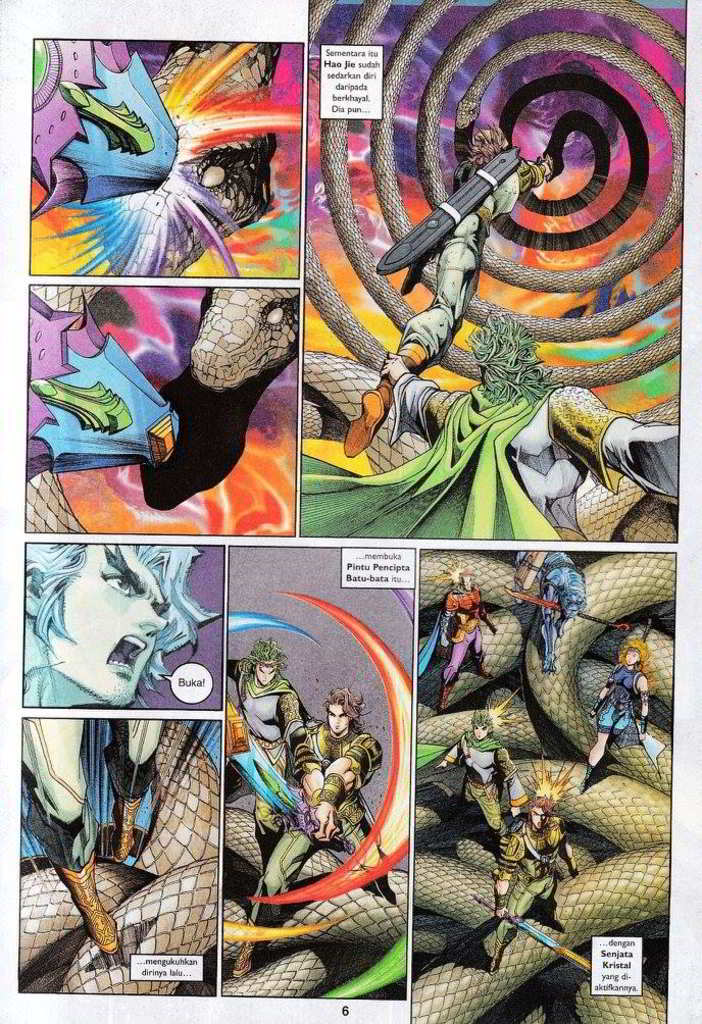 Sementara itu
Hao Jie sudah
sedarkan diri
daripada
berkhayal.
Dia pun...
Buka!
...mengukuhkan
dirinya lalu...
...membuka
Pintu Pencipta
Batu-bata itu...
...dengan
Senjata
Kristal
yang di-
aktifkannya.
6